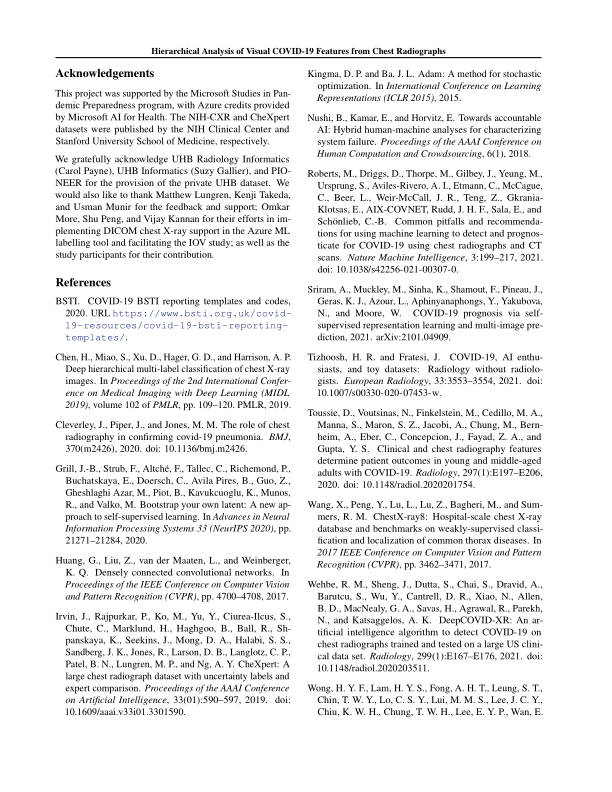 Hierarchical Analysis of Visual COVID-19 Features from Chest Radiographs
Acknowledgements
This project was supported by the Microsoft Studies in Pan-
demic Preparedness program, with Azure credits provided
by Microsoft AI for Health. The NIH-CXR and CheXpert
datasets were published by the NIH Clinical Center and
Stanford University School of Medicine, respectively.
We gratefully acknowledge UHB Radiology Informatics
(Carol Payne), UHB Informatics (Suzy Gallier), and PIO-
NEER for the provision of the private UHB dataset. We
would also like to thank Matthew Lungren, Kenji Takeda,
and Usman Munir for the feedback and support; Omkar
More, Shu Peng, and Vijay Kannan for their efforts in im-
plementing DICOM chest X-ray support in the Azure ML
labelling tool and facilitating the IOV study; as well as the
study participants for their contribution.
References
BSTI. COVID-19 BSTI reporting templates and codes,
2020. URL https://www.bsti.org.uk/covid-
19-resources/covid-19-bsti-reporting-
templates/.
Chen, H., Miao, S., Xu, D., Hager, G. D., and Harrison, A. P.
Deep hierarchical multi-label classification of chest X-ray
images. In Proceedings of the 2nd International Confer-
ence on Medical Imaging with Deep Learning (MIDL
2019), volume 102 of PMLR, pp. 109–120. PMLR, 2019.
Cleverley, J., Piper, J., and Jones, M. M. The role of chest
radiography in confirming covid-19 pneumonia. BMJ,
370(m2426), 2020. doi: 10.1136/bmj.m2426.
Grill, J.-B., Strub, F., Altché, F., Tallec, C., Richemond, P.,
Buchatskaya, E., Doersch, C., Avila Pires, B., Guo, Z.,
Gheshlaghi Azar, M., Piot, B., Kavukcuoglu, K., Munos,
R., and Valko, M. Bootstrap your own latent: A new ap-
proach to self-supervised learning. In Advances in Neural
Information Processing Systems 33 (NeurIPS 2020), pp.
21271–21284, 2020.
Huang, G., Liu, Z., van der Maaten, L., and Weinberger,
K. Q. Densely connected convolutional networks. In
Proceedings of the IEEE Conference on Computer Vision
and Pattern Recognition (CVPR), pp. 4700–4708, 2017.
Irvin, J., Rajpurkar, P., Ko, M., Yu, Y., Ciurea-Ilcus, S.,
Chute, C., Marklund, H., Haghgoo, B., Ball, R., Sh-
panskaya, K., Seekins, J., Mong, D. A., Halabi, S. S.,
Sandberg, J. K., Jones, R., Larson, D. B., Langlotz, C. P.,
Patel, B. N., Lungren, M. P., and Ng, A. Y. CheXpert: A
large chest radiograph dataset with uncertainty labels and
expert comparison. Proceedings of the AAAI Conference
on Artificial Intelligence, 33(01):590–597, 2019. doi:
10.1609/aaai.v33i01.3301590.
Kingma, D. P. and Ba, J. L. Adam: A method for stochastic
optimization. In International Conference on Learning
Representations (ICLR 2015), 2015.
Nushi, B., Kamar, E., and Horvitz, E. Towards accountable
AI: Hybrid human-machine analyses for characterizing
system failure. Proceedings of the AAAI Conference on
Human Computation and Crowdsourcing, 6(1), 2018.
Roberts, M., Driggs, D., Thorpe, M., Gilbey, J., Yeung, M.,
Ursprung, S., Aviles-Rivero, A. I., Etmann, C., McCague,
C., Beer, L., Weir-McCall, J. R., Teng, Z., Gkrania-
Klotsas, E., AIX-COVNET, Rudd, J. H. F., Sala, E., and
Schönlieb, C.-B. Common pitfalls and recommenda-
tions for using machine learning to detect and prognos-
ticate for COVID-19 using chest radiographs and CT
scans. Nature Machine Intelligence, 3:199–217, 2021.
doi: 10.1038/s42256-021-00307-0.
Sriram, A., Muckley, M., Sinha, K., Shamout, F., Pineau, J.,
Geras, K. J., Azour, L., Aphinyanaphongs, Y., Yakubova,
N., and Moore, W. COVID-19 prognosis via self-
supervised representation learning and multi-image pre-
diction, 2021. arXiv:2101.04909.
Tizhoosh, H. R. and Fratesi, J. COVID-19, AI enthu-
siasts, and toy datasets: Radiology without radiolo-
gists. European Radiology, 33:3553–3554, 2021. doi:
10.1007/s00330-020-07453-w.
Toussie, D., Voutsinas, N., Finkelstein, M., Cedillo, M. A.,
Manna, S., Maron, S. Z., Jacobi, A., Chung, M., Bern-
heim, A., Eber, C., Concepcion, J., Fayad, Z. A., and
Gupta, Y. S. Clinical and chest radiography features
determine patient outcomes in young and middle-aged
adults with COVID-19. Radiology, 297(1):E197–E206,
2020. doi: 10.1148/radiol.2020201754.
Wang, X., Peng, Y., Lu, L., Lu, Z., Bagheri, M., and Sum-
mers, R. M. ChestX-ray8: Hospital-scale chest X-ray
database and benchmarks on weakly-supervised classi-
fication and localization of common thorax diseases. In
2017 IEEE Conference on Computer Vision and Pattern
Recognition (CVPR), pp. 3462–3471, 2017.
Wehbe, R. M., Sheng, J., Dutta, S., Chai, S., Dravid, A.,
Barutcu, S., Wu, Y., Cantrell, D. R., Xiao, N., Allen,
B. D., MacNealy, G. A., Savas, H., Agrawal, R., Parekh,
N., and Katsaggelos, A. K. DeepCOVID-XR: An ar-
tificial intelligence algorithm to detect COVID-19 on
chest radiographs trained and tested on a large US clini-
cal data set. Radiology, 299(1):E167–E176, 2021. doi:
10.1148/radiol.2020203511.
Wong, H. Y. F., Lam, H. Y. S., Fong, A. H. T., Leung, S. T.,
Chin, T. W. Y., Lo, C. S. Y., Lui, M. M. S., Lee, J. C. Y.,
Chiu, K. W. H., Chung, T. W. H., Lee, E. Y. P., Wan, E.